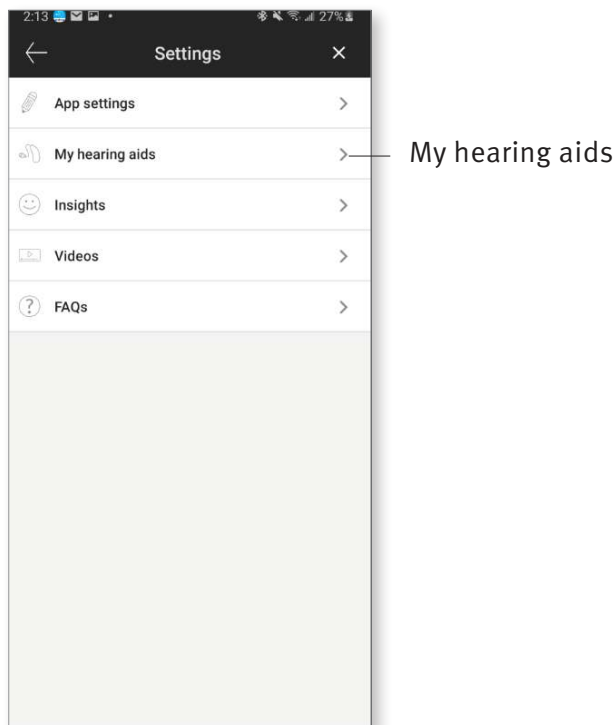 2:13 27%
Settings
App settings
My hearing aids
My hearing aids
Insights
Videos
FAQs